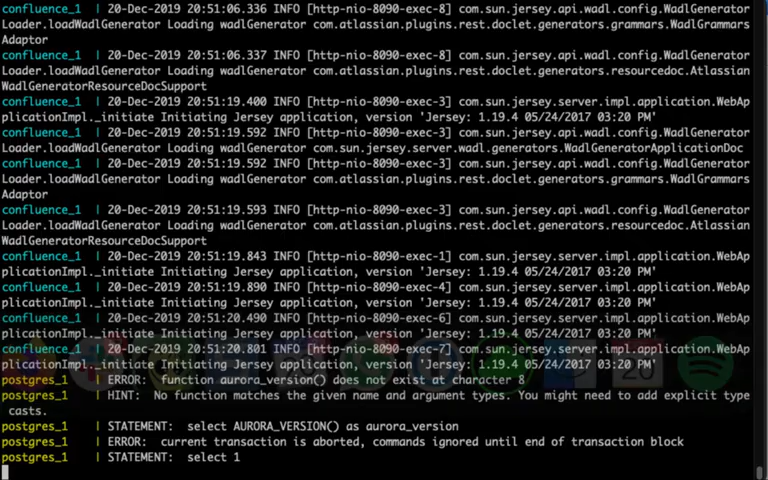 confluence_1  | 20-Dec-2019 20:51:06.336 INFO [http-nio-8090-exec-8] com.sun.jersey.api.wadl.config.WadlGenerator
Loader.loadWadlGenerator Loading wadlGenerator com.atlassian.plugins.rest.doclet.generators.grammars.WadlGrammars
Adaptor
confluence_1  | 20-Dec-2019 20:51:06.337 INFO [http-nio-8090-exec-8] com.sun.jersey.api.wadl.config.WadlGenerator
Loader.loadWadlGenerator Loading wadlGenerator com.atlassian.plugins.rest.doclet.generators.resourcedoc.Atlassian
WadlGeneratorResourceDocSupport
confluence_1  | 20-Dec-2019 20:51:19.400 INFO [http-nio-8090-exec-3] com.sun.jersey.server.impl.application.WebAp
plicationImpl._initiate Initiating Jersey application, version 'Jersey: 1.19.4 05/24/2017 03:20 PM'
confluence_1  | 20-Dec-2019 20:51:19.592 INFO [http-nio-8090-exec-3] com.sun.jersey.api.wadl.config.WadlGenerator
Loader.loadWadlGenerator Loading wadlGenerator com.sun.jersey.server.wadl.generators.WadlGeneratorApplicationDoc
confluence_1  | 20-Dec-2019 20:51:19.592 INFO [http-nio-8090-exec-3] com.sun.jersey.api.wadl.config.WadlGenerator
Loader.loadWadlGenerator Loading wadlGenerator com.atlassian.plugins.rest.doclet.generators.grammars.WadlGrammars
Adaptor
confluence_1  | 20-Dec-2019 20:51:19.593 INFO [http-nio-8090-exec-3] com.sun.jersey.api.wadl.config.WadlGenerator
Loader.loadWadlGenerator Loading wadlGenerator com.atlassian.plugins.rest.doclet.generators.resourcedoc.Atlassian
WadlGeneratorResourceDocSupport
confluence_1  | 20-Dec-2019 20:51:19.843 INFO [http-nio-8090-exec-1] com.sun.jersey.server.impl.application.WebAp
plicationImpl._initiate Initiating Jersey application, version 'Jersey: 1.19.4 05/24/2017 03:20 PM'
confluence_1  | 20-Dec-2019 20:51:19.890 INFO [http-nio-8090-exec-4] com.sun.jersey.server.impl.application.WebAp
plicationImpl._initiate Initiating Jersey application, version 'Jersey: 1.19.4 05/24/2017 03:20 PM'
confluence_1  | 20-Dec-2019 20:51:20.490 INFO [http-nio-8090-exec-6] com.sun.jersey.server.impl.application.WebAp
plicationImpl._initiate Initiating Jersey application, version 'Jersey: 1.19.4 05/24/2017 03:20 PM'
confluence_1  | 20-Dec-2019 20:51:20.801 INFO [http-nio-8090-exec-7] com.sun.jersey.server.impl.application.WebAp
plicationImpl._initiate Initiating Jersey application, version 'Jersey: 1.19.4 05/24/2017 03:20 PM'
postgres_1    | ERROR:  function aurora_version() does not exist at character 8
postgres_1    | HINT:  No function matches the given name and argument types. You might need to add explicit type
 casts.
postgres_1    | STATEMENT:  select AURORA_VERSION() as aurora_version
postgres_1    | ERROR:  current transaction is aborted, commands ignored until end of transaction block
postgres_1    | STATEMENT:  select 1